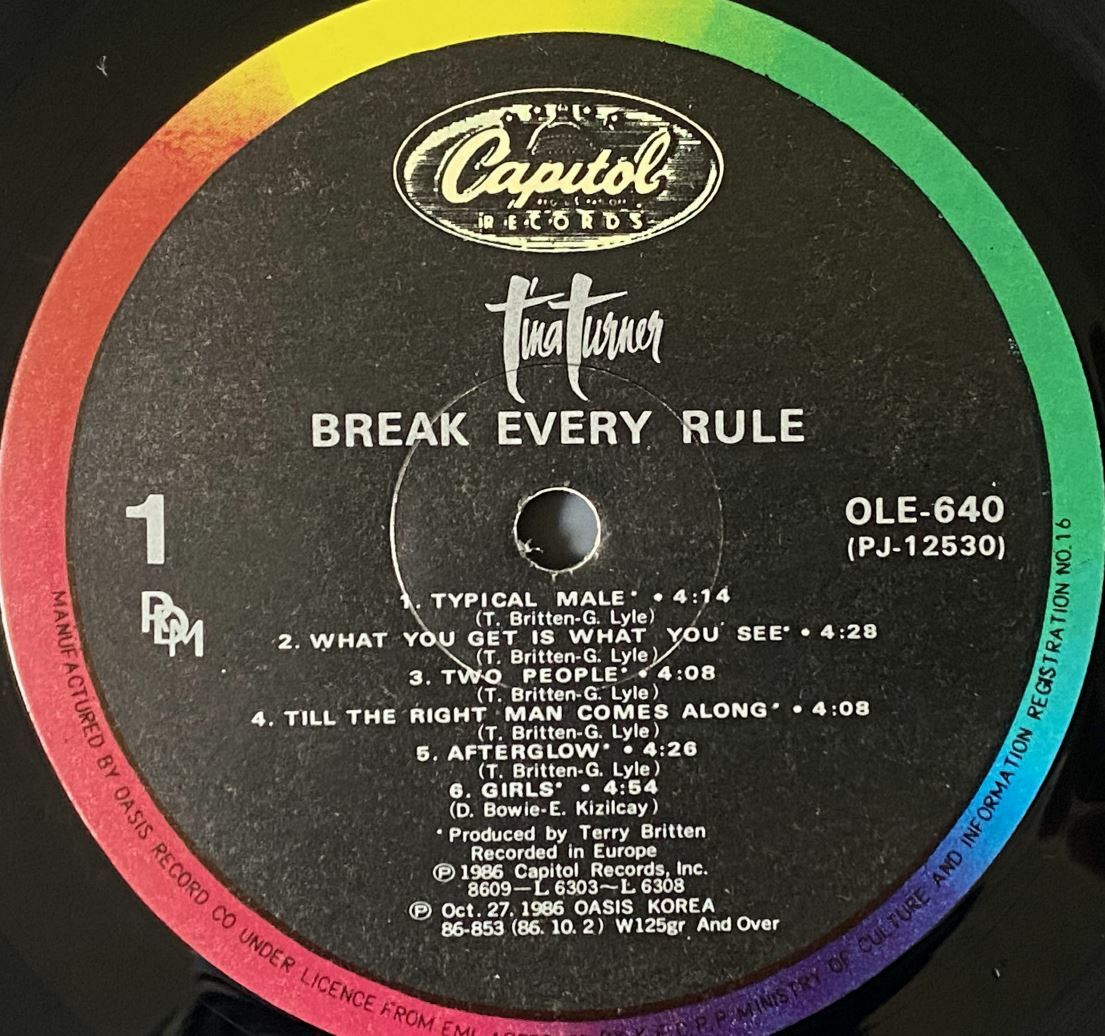 Capitol
RECORDS
Tina Turner
BREAK EVERY RULE
1
OLE-640
(PJ-12530)
1. TYPICAL MALE* • 4:14
(T. Britten-G. Lyle)
2. WHAT YOU GET IS WHAT YOU SEE* • 4:28
(T. Britten-G. Lyle)
3. TWO PEOPLE* • 4:08
(T. Britten-G. Lyle)
4. TILL THE RIGHT MAN COMES ALONG* • 4:08
(T. Britten-G. Lyle)
5. AFTERGLOW* • 4:26
(T. Britten-G. Lyle)
6. GIRLS* • 4:54
(D. Bowie-E. Kizilcay)
*Produced by Terry Britten
Recorded in Europe
℗ 1986 Capitol Records, Inc.
8609–L 6303~L 6308
℗ Oct. 27. 1986 OASIS KOREA
86-853 (86. 10. 2) W125gr And Over
MANUFACTURED BY OASIS RECORD CO UNDER LICENCE FROM EMI MINISTRY OF CULTURE AND INFORMATION REGISTRATION NO.16